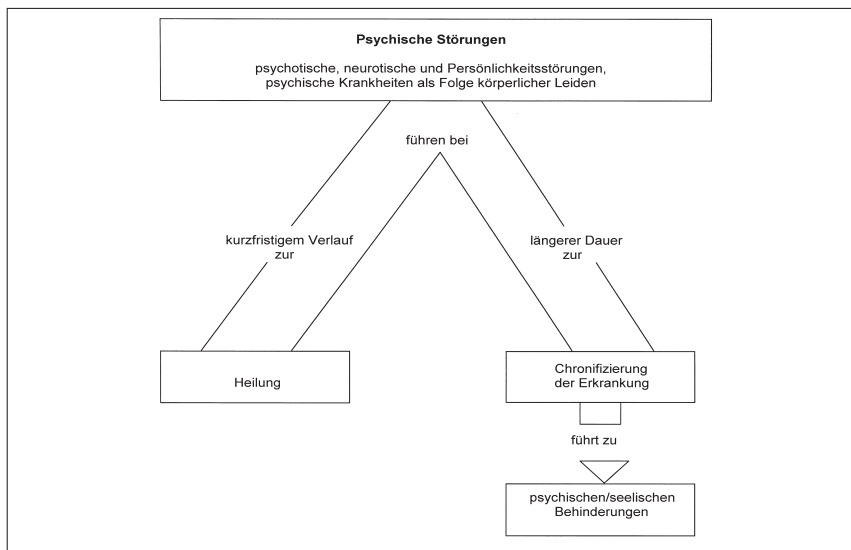 Psychische Störungen
psychotische, neurotische und Persönlichkeitsstörungen,
psychische Krankheiten als Folge körperlicher Leiden
führen bei
kurzfristigem Verlauf
zur
längerer Dauer
zur
Heilung
Chronifizierung
der Erkrankung
führt zu
psychischen/seelischen
Behinderungen